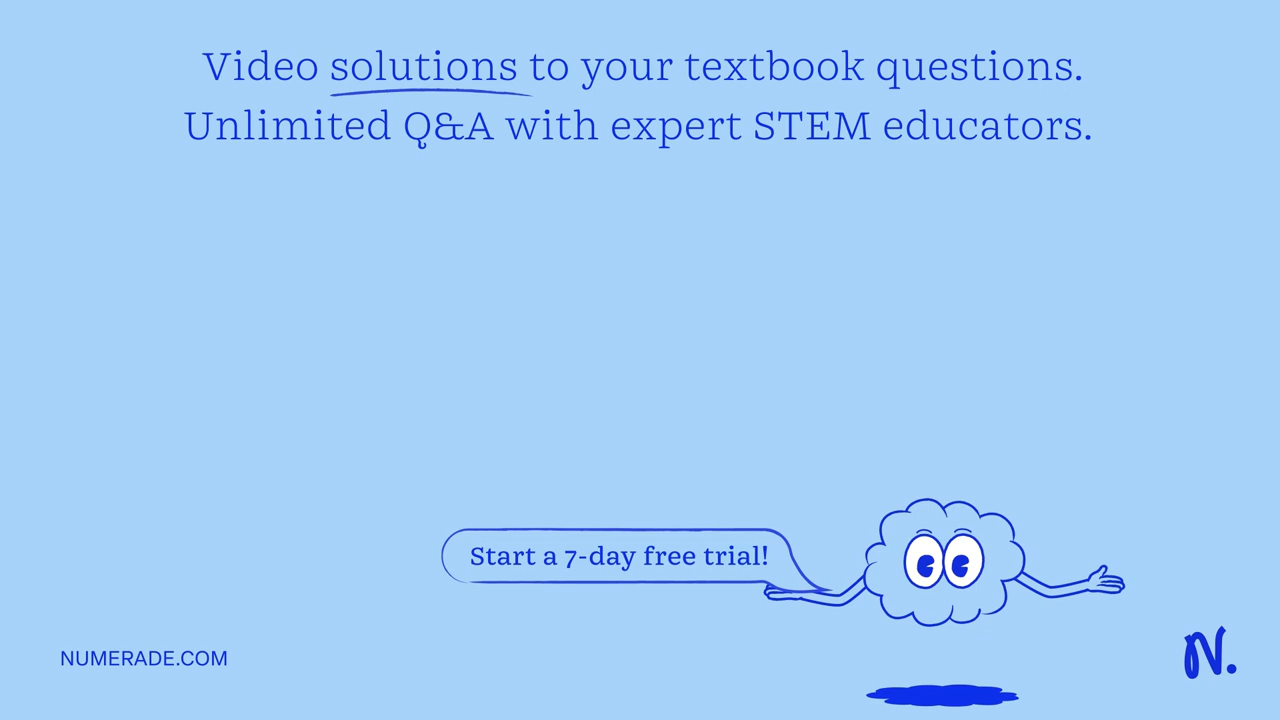 Video solutions to your textbook questions.
Unlimited Q&A with expert STEM educators.
Start a 7-day free trial!
NUMERADE.COM
N.